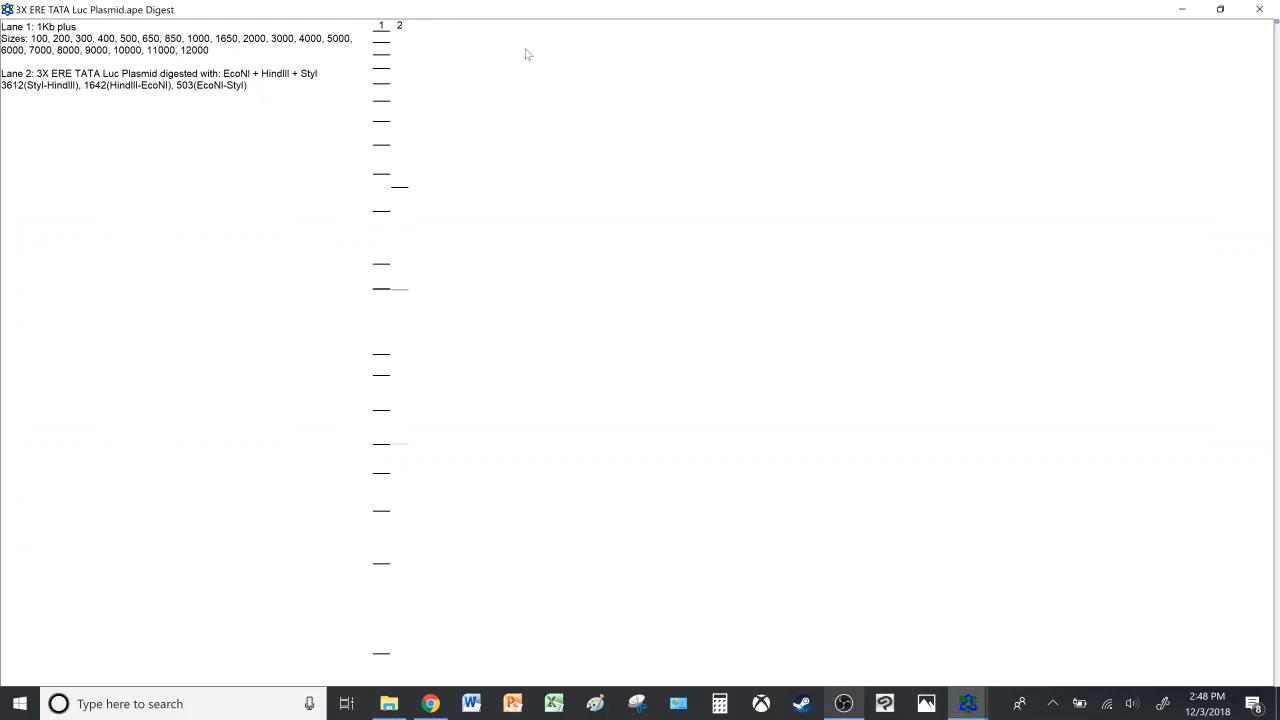 3X ERE TATA Luc Plasmid.ape Digest
Lane 1: 1Kb plus
Sizes: 100, 200, 300, 400, 500, 650, 850, 1000, 1650, 2000, 3000, 4000, 5000,
6000, 7000, 8000, 9000, 10000, 11000, 12000
Lane 2: 3X ERE TATA Luc Plasmid digested with: EcoNI + HindIII + StyI
3612(StyI-HindIII), 1642(HindIII-EcoNI), 503(EcoNI-StyI)
1 2
Type here to search
2:48 PM
12/3/2018